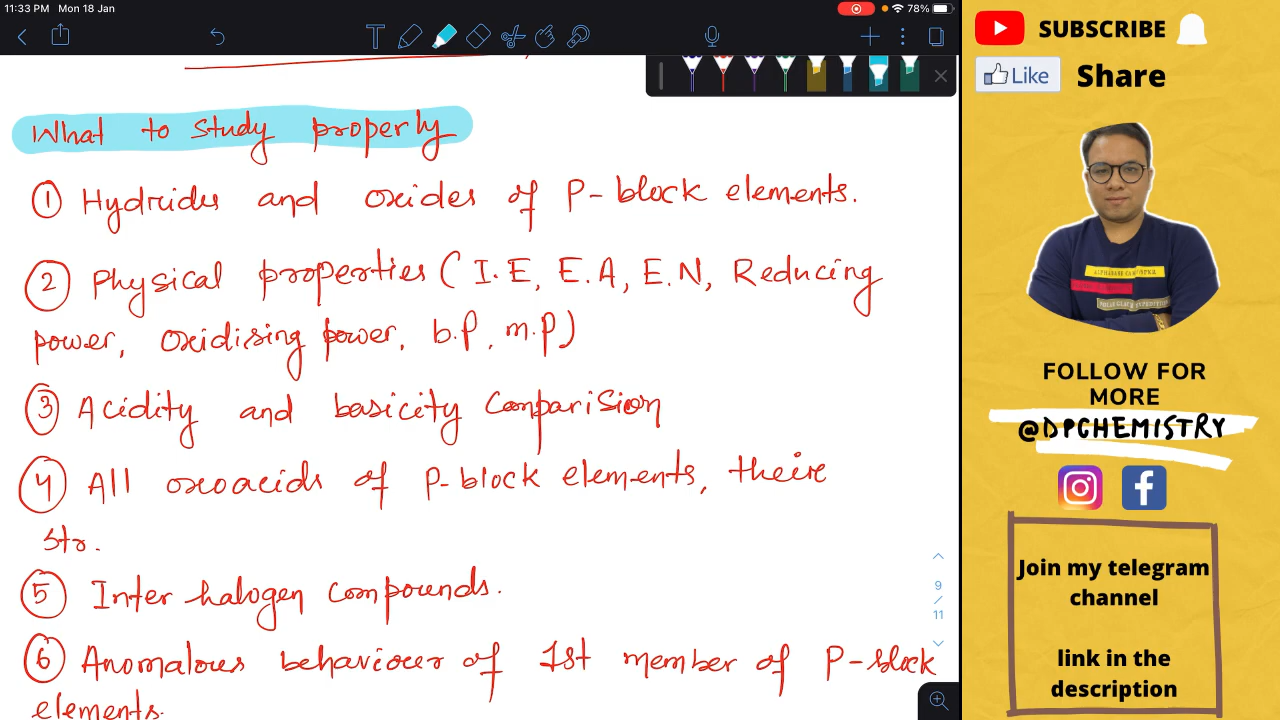 11:33 PM Mon 18 Jan
78%
What to study properly
① Hydrides and oxides of P-block elements.
② Physical properties ( I.E, E.A, E.N, Reducing
power, oxidising power, b.p, m.p)
③ Acidity and basicity comparision
④ All oxoacids of P-block elements, their
str.
⑤ Inter halogen compounds.
⑥ Anomalous behaviour of 1st member of P-block
elements.
9
/
11
SUBSCRIBE
Like Share
FOLLOW FOR
MORE
@DPCHEMISTRY
Join my telegram
channel
link in the
description